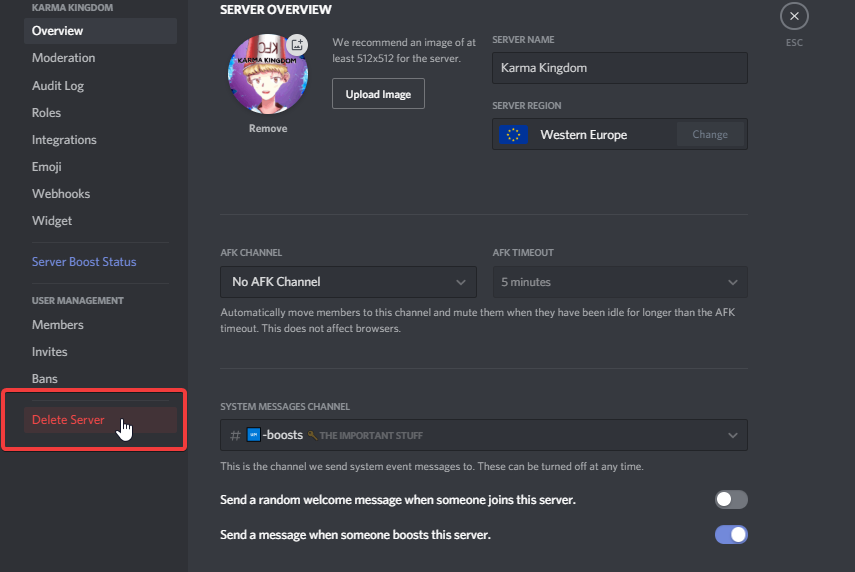 KARMA KINGDOM
Overview
Moderation
Audit Log
Roles
Integrations
Emoji
Webhooks
Widget
Server Boost Status
USER MANAGEMENT
Members
Invites
Bans
Delete Server
SERVER OVERVIEW
KFC
KARMA KINGDOM
Remove
We recommend an image of at
least 512x512 for the server.
Upload Image
SERVER NAME
Karma Kingdom
SERVER REGION
Western Europe
Change
ESC
AFK CHANNEL
No AFK Channel
AFK TIMEOUT
5 minutes
Automatically move members to this channel and mute them when they have been idle for longer than the AFK
timeout. This does not affect browsers.
SYSTEM MESSAGES CHANNEL
# -boosts THE IMPORTANT STUFF
This is the channel we send system event messages to. These can be turned off at any time.
Send a random welcome message when someone joins this server.
Send a message when someone boosts this server.